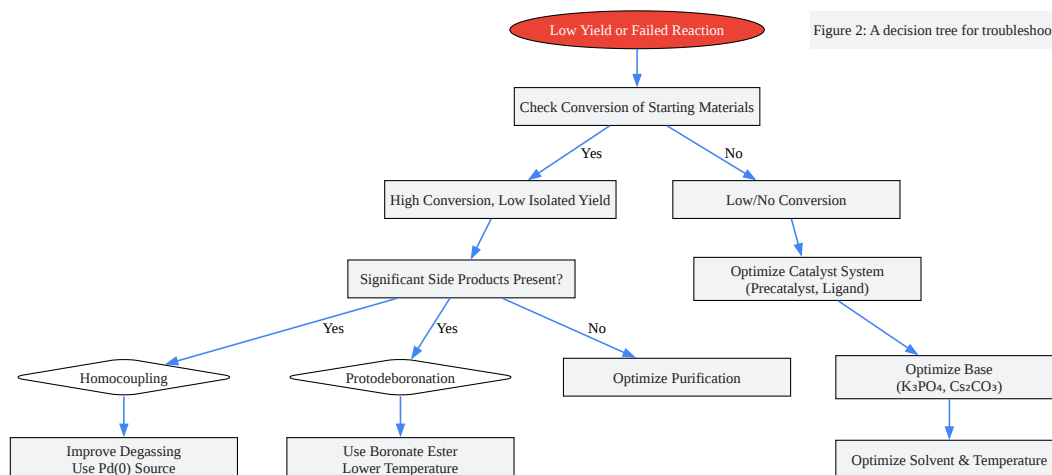 Low Yield or Failed Reaction
Figure 2: A decision tree for
Check Conversion of Starting Materials
Yes
No
High Conversion, Low Isolated Yield
Low/No Conversion
Significant Side Products Present?
Optimize Catalyst System
(Precatalyst, Ligand)
Yes
Yes
No
Homocoupling
Protodeboronation
Optimize Purification
Optimize Base
(K₃PO₄, Cs₂CO₃)
Improve Degassing
Use Pd(0) Source
Use Boronate Ester
Lower Temperature
Optimize Solvent & Temperature